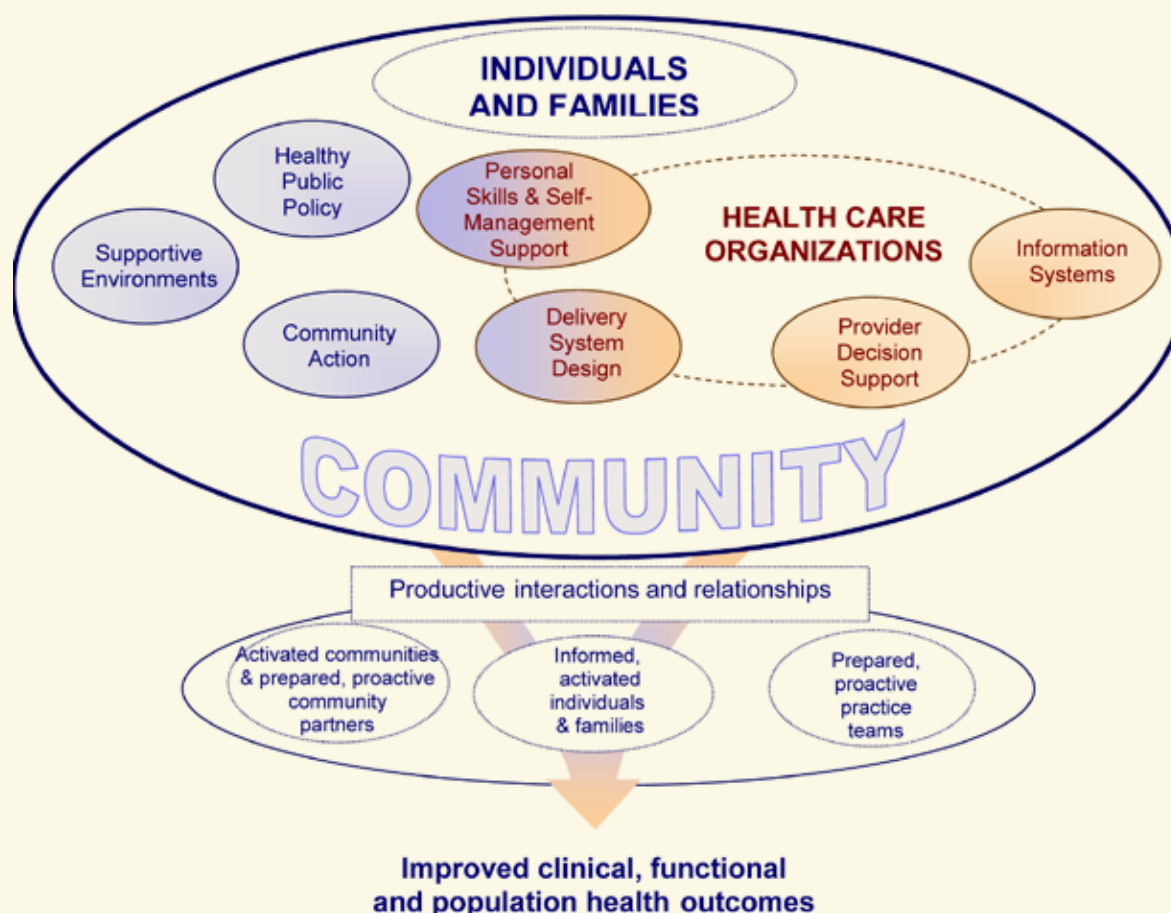 INDIVIDUALS
AND FAMILIES
Healthy
Public
Policy
Personal
Skills & Self-
Management
Support
HEALTH CARE
ORGANIZATIONS
Information
Systems
Supportive
Environments
Community
Action
Delivery
System
Design
Provider
Decision
Support
COMMUNITY
Productive interactions and relationships
Activated communities
& prepared, proactive
community
partners
Informed,
activated
individuals
& families
Prepared,
proactive
practice
teams
Improved clinical, functional
and population health outcomes